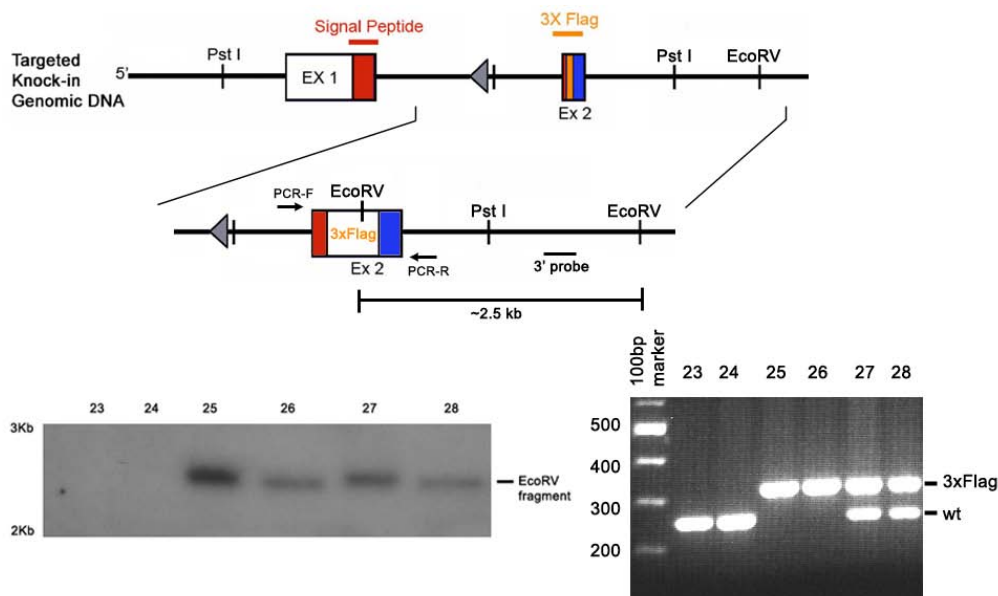 Signal Peptide
3X Flag
Targeted
Knock-in
Genomic DNA
5'
Pst I
EX 1
Ex 2
Pst I
EcoRV
PCR-F
EcoRV
3xFlag
Ex 2
PCR-R
Pst I
3' probe
EcoRV
~2.5 kb
23 24 25 26 27 28
3Kb
2Kb
EcoRV
fragment
100bp
marker
23 24 25 26 27 28
500
400
300
200
3xFlag
wt